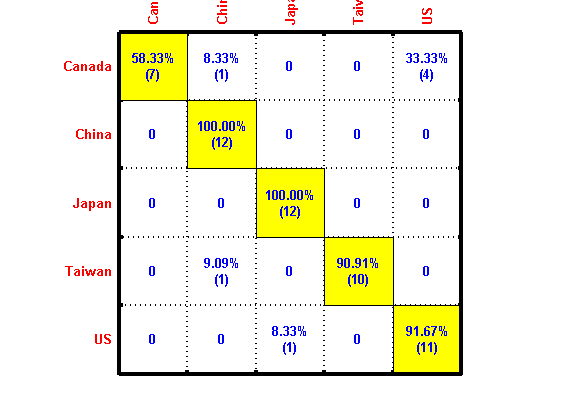 Can Chin Japa Taiw US
Canada 58.33% 8.33% 0 0 33.33%
(7) (1) (4)
China 0 100.00% 0 0 0
(12)
Japan 0 0 100.00% 0 0
(12)
Taiwan 0 9.09% 0 90.91% 0
(1) (10)
US 0 0 8.33% 0 91.67%
(1) (11)